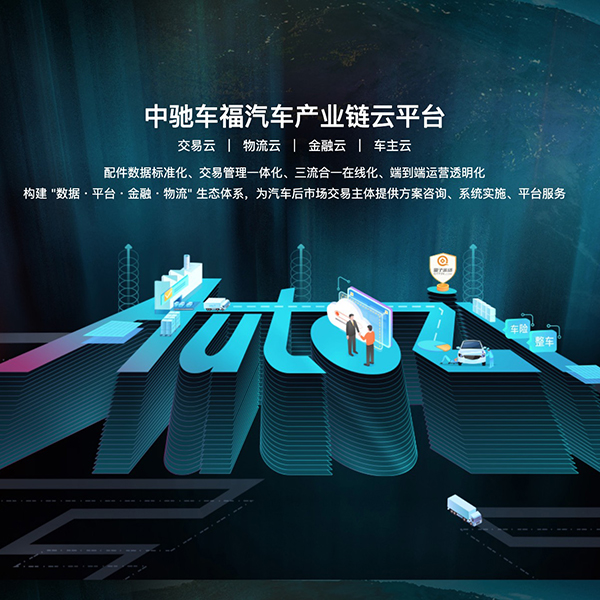 中驰车福汽车产业链云平台
交易云 | 物流云 | 金融云 | 车主云
配件数据标准化、交易管理一体化、三流合一在线化、端到端运营透明化
构建 "数据·平台·金融·物流" 生态体系，为汽车后市场交易主体提供方案咨询、系统实施、平台服务
车险
整车